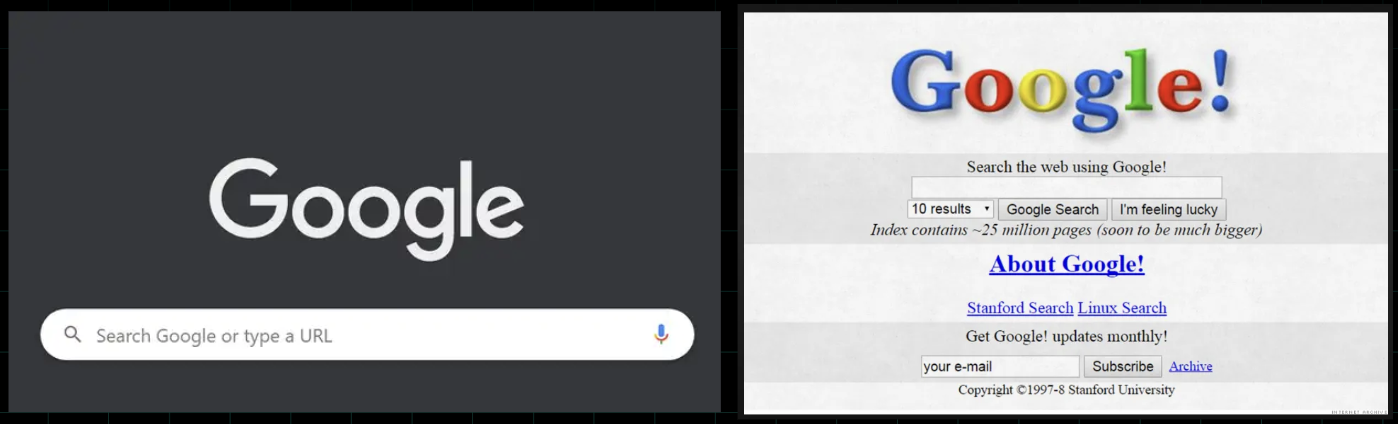 Google
Search Google or type a URL
Google!
Search the web using Google!
10 results Google Search I'm feeling lucky
Index contains ~25 million pages (soon to be much bigger)
About Google!
Stanford Search Linux Search
Get Google! updates monthly!
your e-mail Subscribe Archive
Copyright ©1997-8 Stanford University
INTERNET ARCHIVE